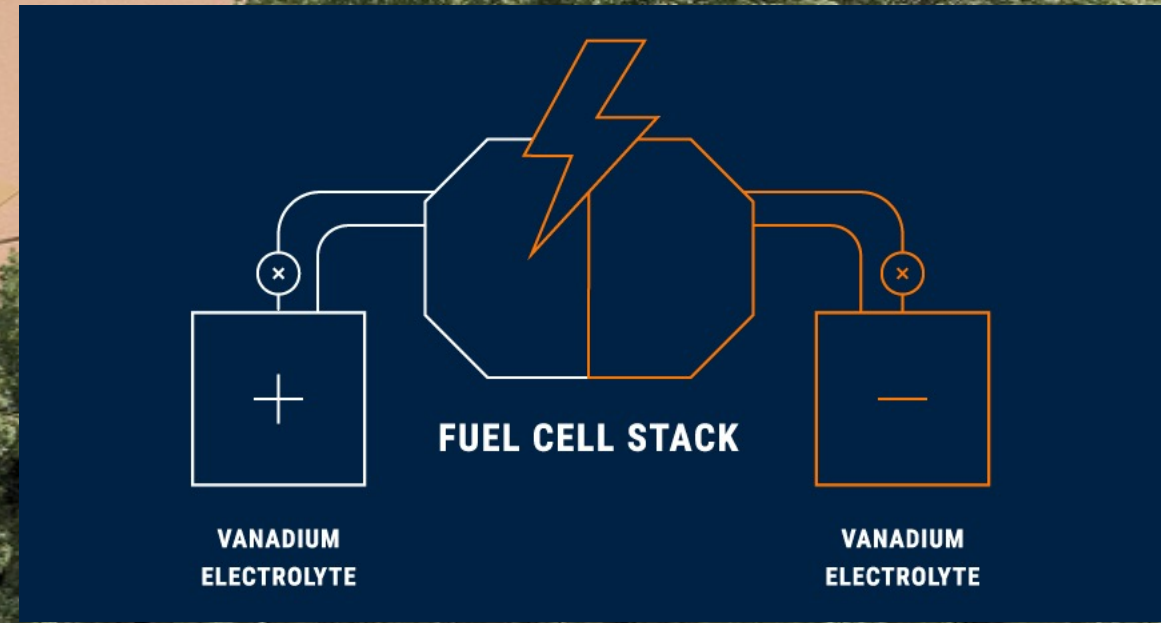 +
−
FUEL CELL STACK
VANADIUM
ELECTROLYTE
VANADIUM
ELECTROLYTE